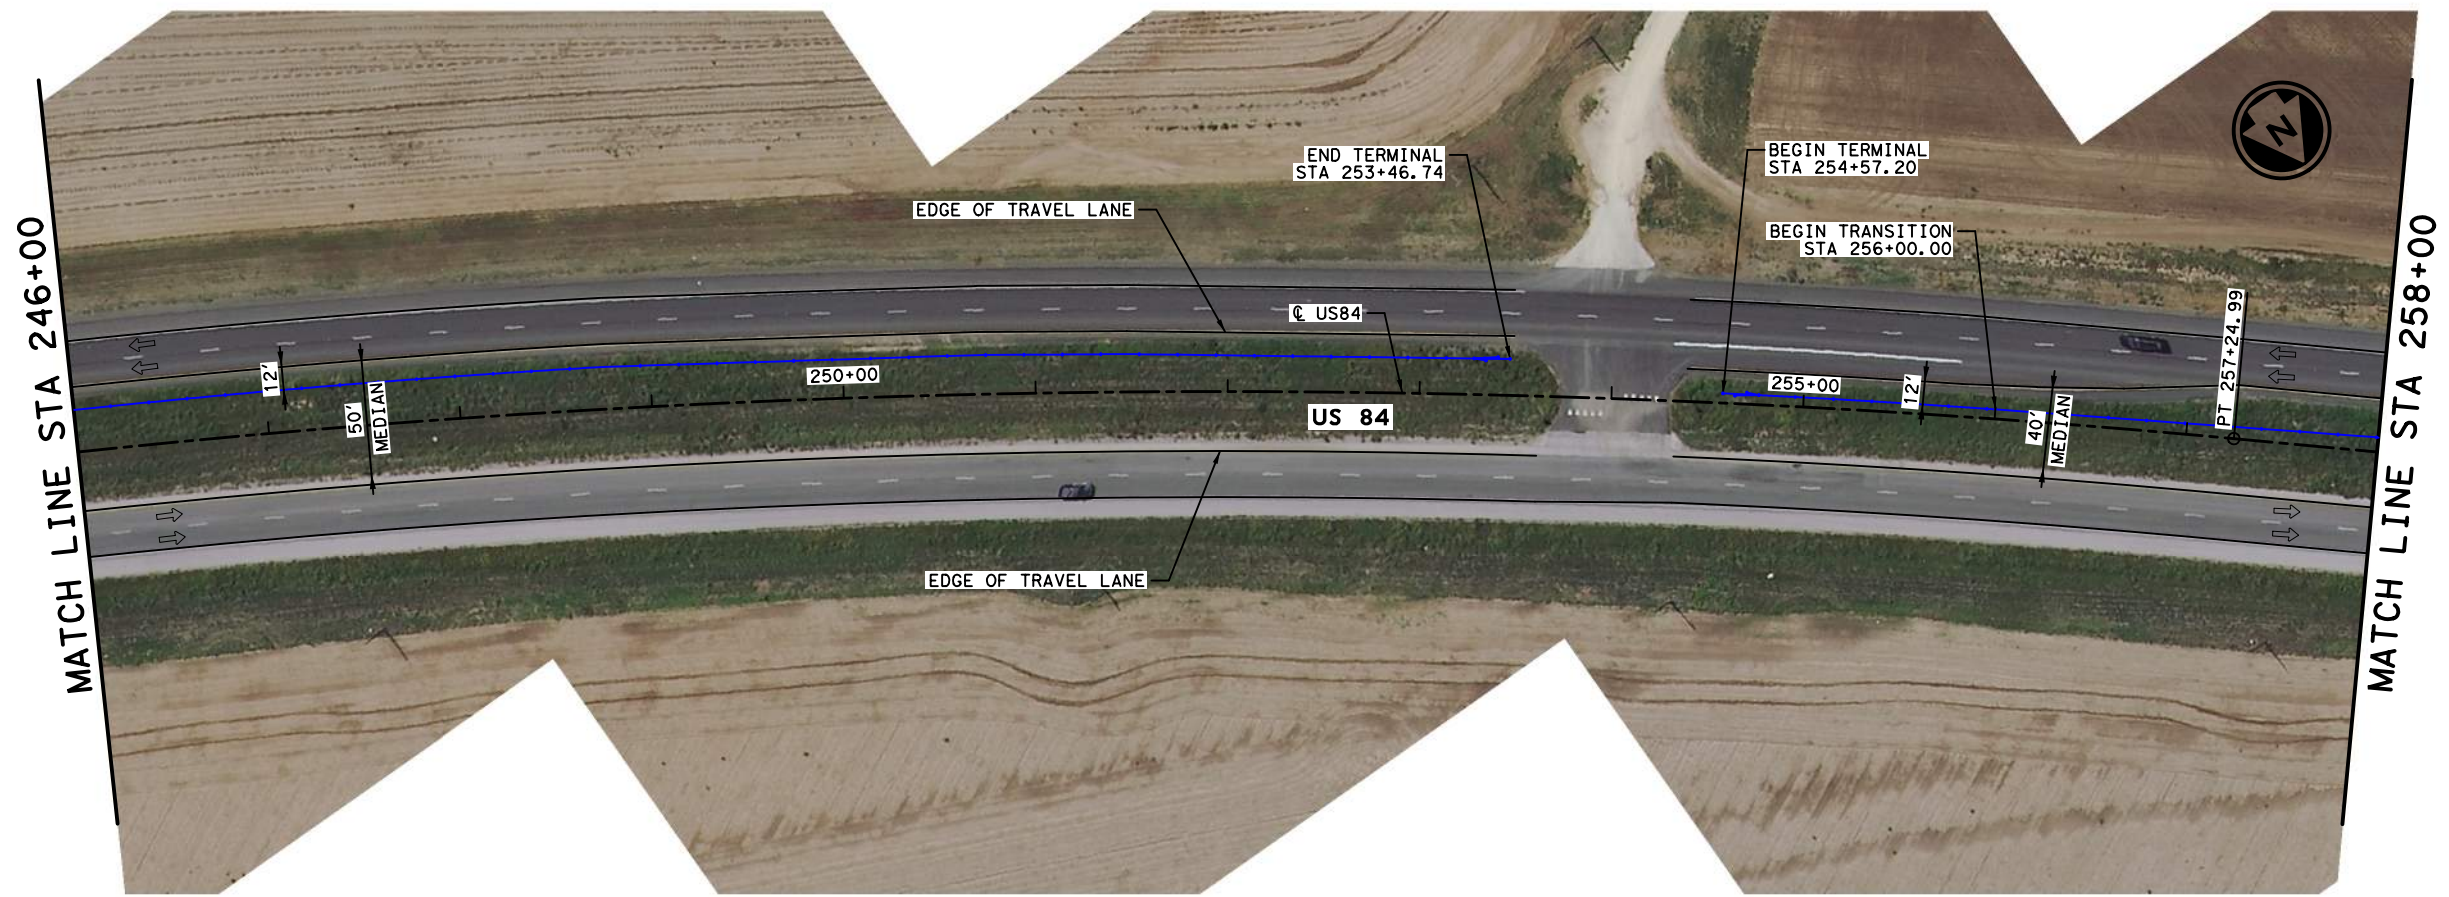 MATCH LINE STA 246+00
END TERMINAL
STA 253+46.74
BEGIN TERMINAL
STA 254+57.20
EDGE OF TRAVEL LANE
BEGIN TRANSITION
STA 256+00.00
N
℄ US84
12'
50'
MEDIAN
250+00
US 84
255+00
12'
40'
MEDIAN
PT 257+24.99
EDGE OF TRAVEL LANE
MATCH LINE STA 258+00